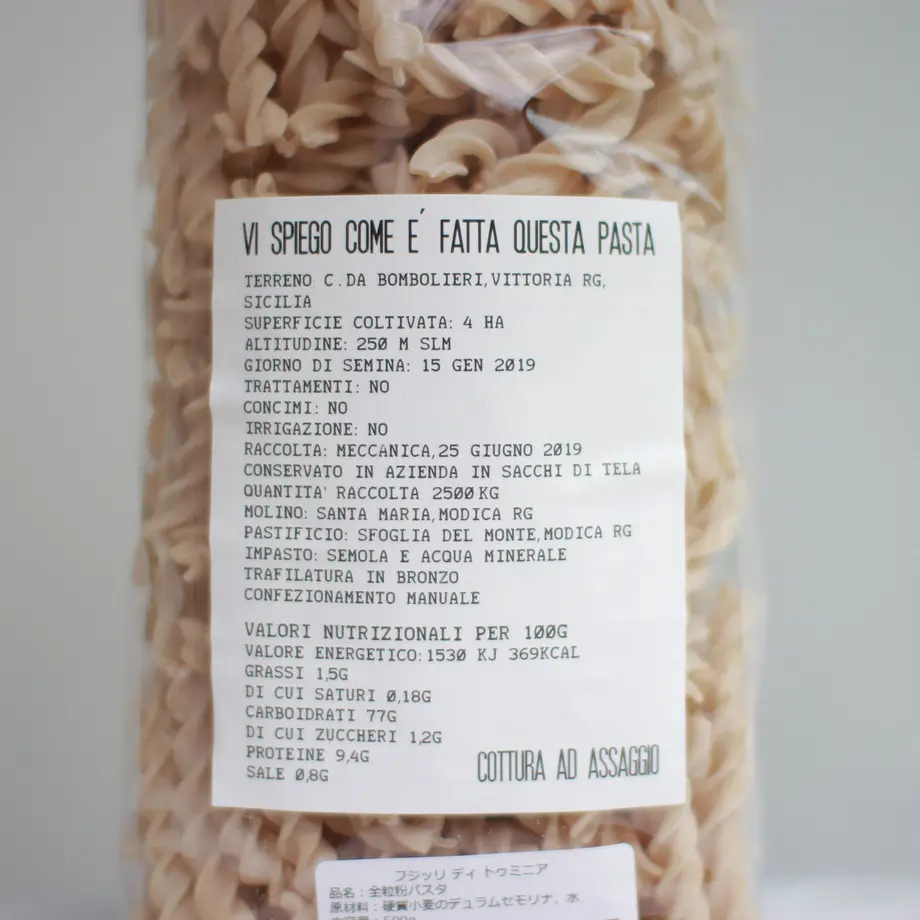 VI SPIEGO COME E' FATTA QUESTA PASTA
TERRENO C.DA BOMBOLIERI,VITTORIA RG,
SICILIA
SUPERFICIE COLTIVATA: 4 HA
ALTITUDINE: 250 M SLM
GIORNO DI SEMINA: 15 GEN 2019
TRATTAMENTI: NO
CONCIMI: NO
IRRIGAZIONE: NO
RACCOLTA: MECCANICA,25 GIUGNO 2019
CONSERVATO IN AZIENDA IN SACCHI DI TELA
QUANTITA' RACCOLTA 2500KG
MOLINO: SANTA MARIA,MODICA RG
PASTIFICIO: SFOGLIA DEL MONTE,MODICA RG
IMPASTO: SEMOLA E ACQUA MINERALE
TRAFILATURA IN BRONZO
CONFEZIONAMENTO MANUALE
VALORI NUTRIZIONALI PER 100G
VALORE ENERGETICO:1530 KJ 369KCAL
GRASSI 1,5G
DI CUI SATURI 0,18G
CARBOIDRATI 77G
DI CUI ZUCCHERI 1,2G
PROTEINE 9,4G
SALE 0,8G
COTTURA AD ASSAGGIO
フジッリ ディ トゥミニア
品名：全粒粉パスタ
原材料：硬質小麦のデュラムセモリナ、水